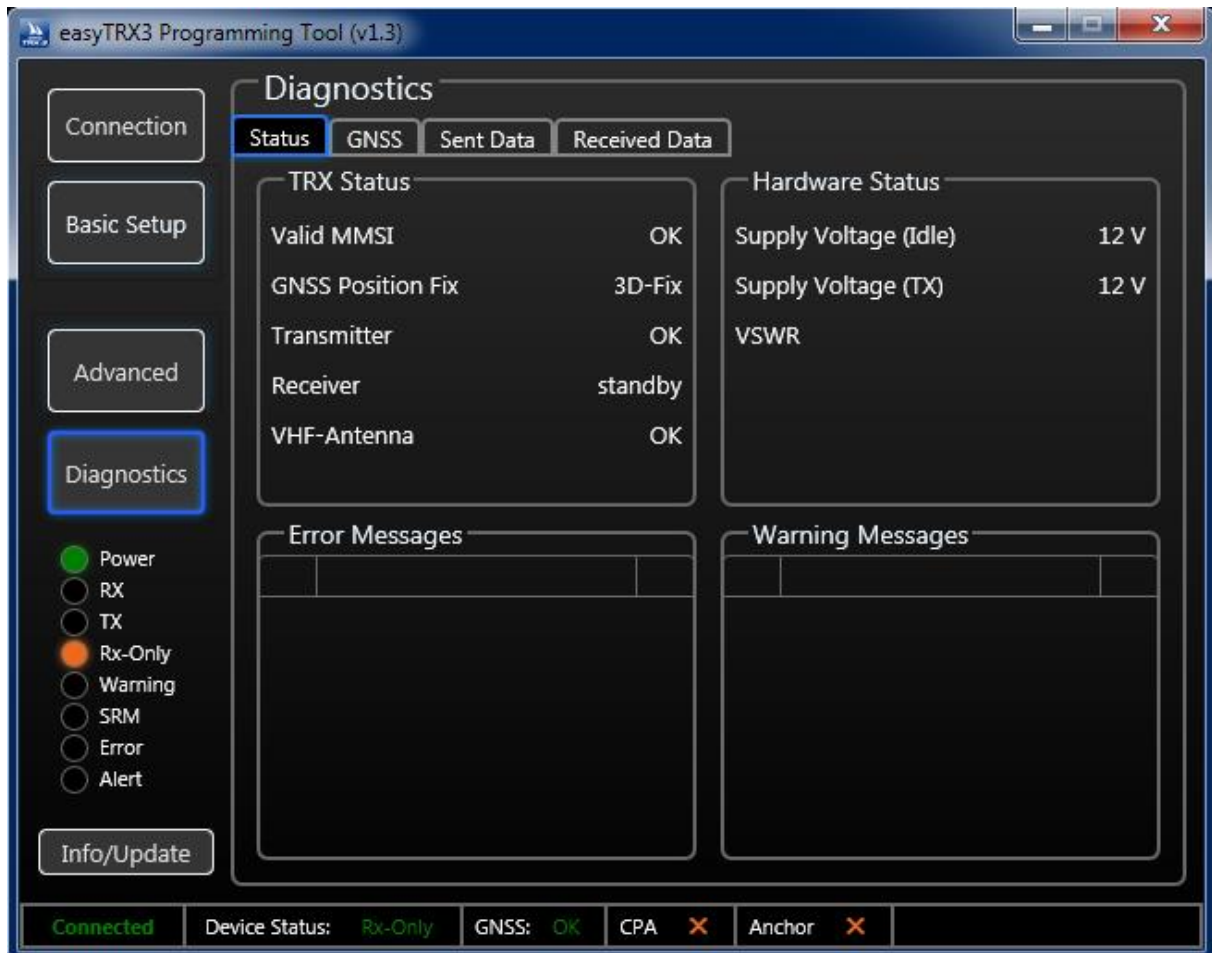 easyTRX3 Programming Tool (v1.3)
Connection
Basic Setup
Advanced
Diagnostics
Power
RX
TX
Rx-Only
Warning
SRM
Error
Alert
Info/Update
Diagnostics
Status GNSS Sent Data Received Data
TRX Status
Valid MMSI OK
GNSS Position Fix 3D-Fix
Transmitter OK
Receiver standby
VHF-Antenna OK
Hardware Status
Supply Voltage (Idle) 12 V
Supply Voltage (TX) 12 V
VSWR
Error Messages
Warning Messages
Connected Device Status: Rx-Only GNSS: OK CPA Anchor